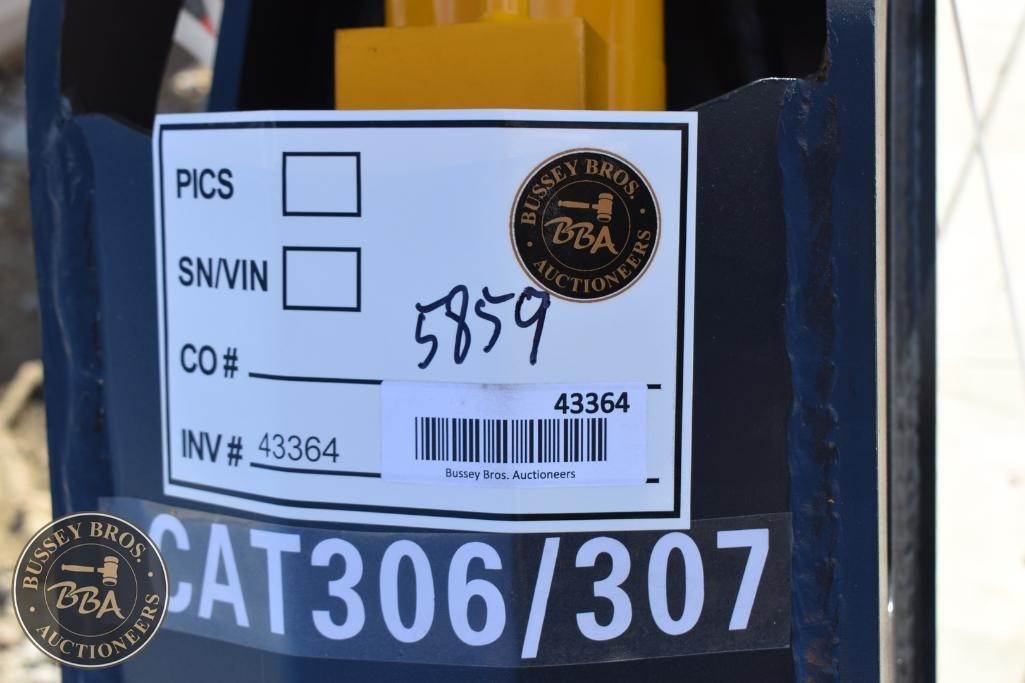 PICS
BUSSEY BROS.
BBA
AUCTIONEERS
SN/VIN
5859
CO #
43364
INV # 43364
Bussey Bros. Auctioneers
CAT306/307
BUSSEY BROS.
BBA
AUCTIONEERS